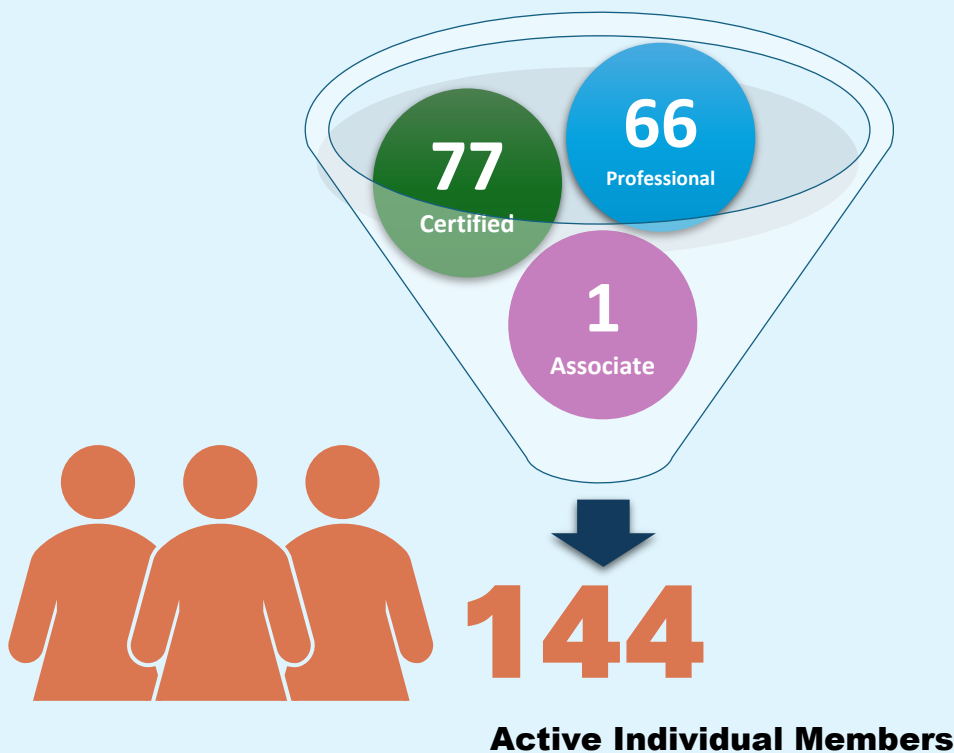 66
Professional
77
Certified
1
Associate
144
Active Individual Members